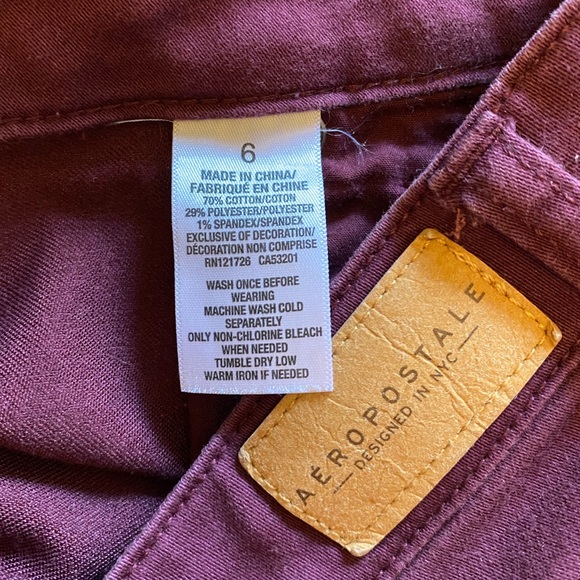 6
MADE IN CHINA/
FABRIQUÉ EN CHINE
70% COTTON/COTON
29% POLYESTER/POLYESTER
1% SPANDEX/SPANDEX
EXCLUSIVE OF DECORATION/
DÉCORATION NON COMPRISE
RN121726 CA53201
WASH ONCE BEFORE
WEARING
MACHINE WASH COLD
SEPARATELY
ONLY NON-CHLORINE BLEACH
WHEN NEEDED
TUMBLE DRY LOW
WARM IRON IF NEEDED
AÉROPOSTALE
DESIGNED IN NYC